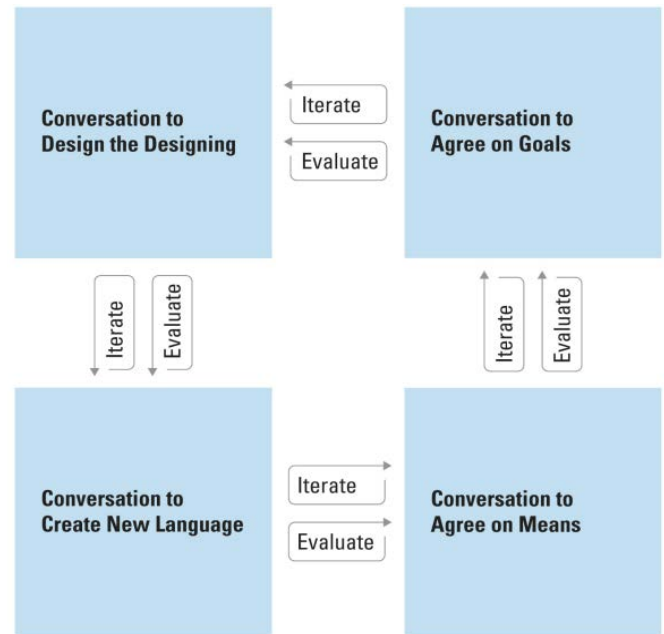 Conversation to
Design the Designing
Iterate
Evaluate
Conversation to
Agree on Goals
Iterate
Evaluate
Iterate
Evaluate
Conversation to
Create New Language
Iterate
Evaluate
Conversation to
Agree on Means